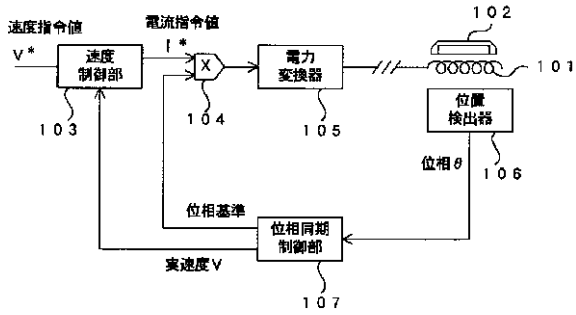 速度指令値
V*
速度
制御部
103
電流指令値
I*
X
104
電力
変換器
105
102
101
位置
検出器
106
位相θ
位相基準
位相同期
制御部
107
実速度V